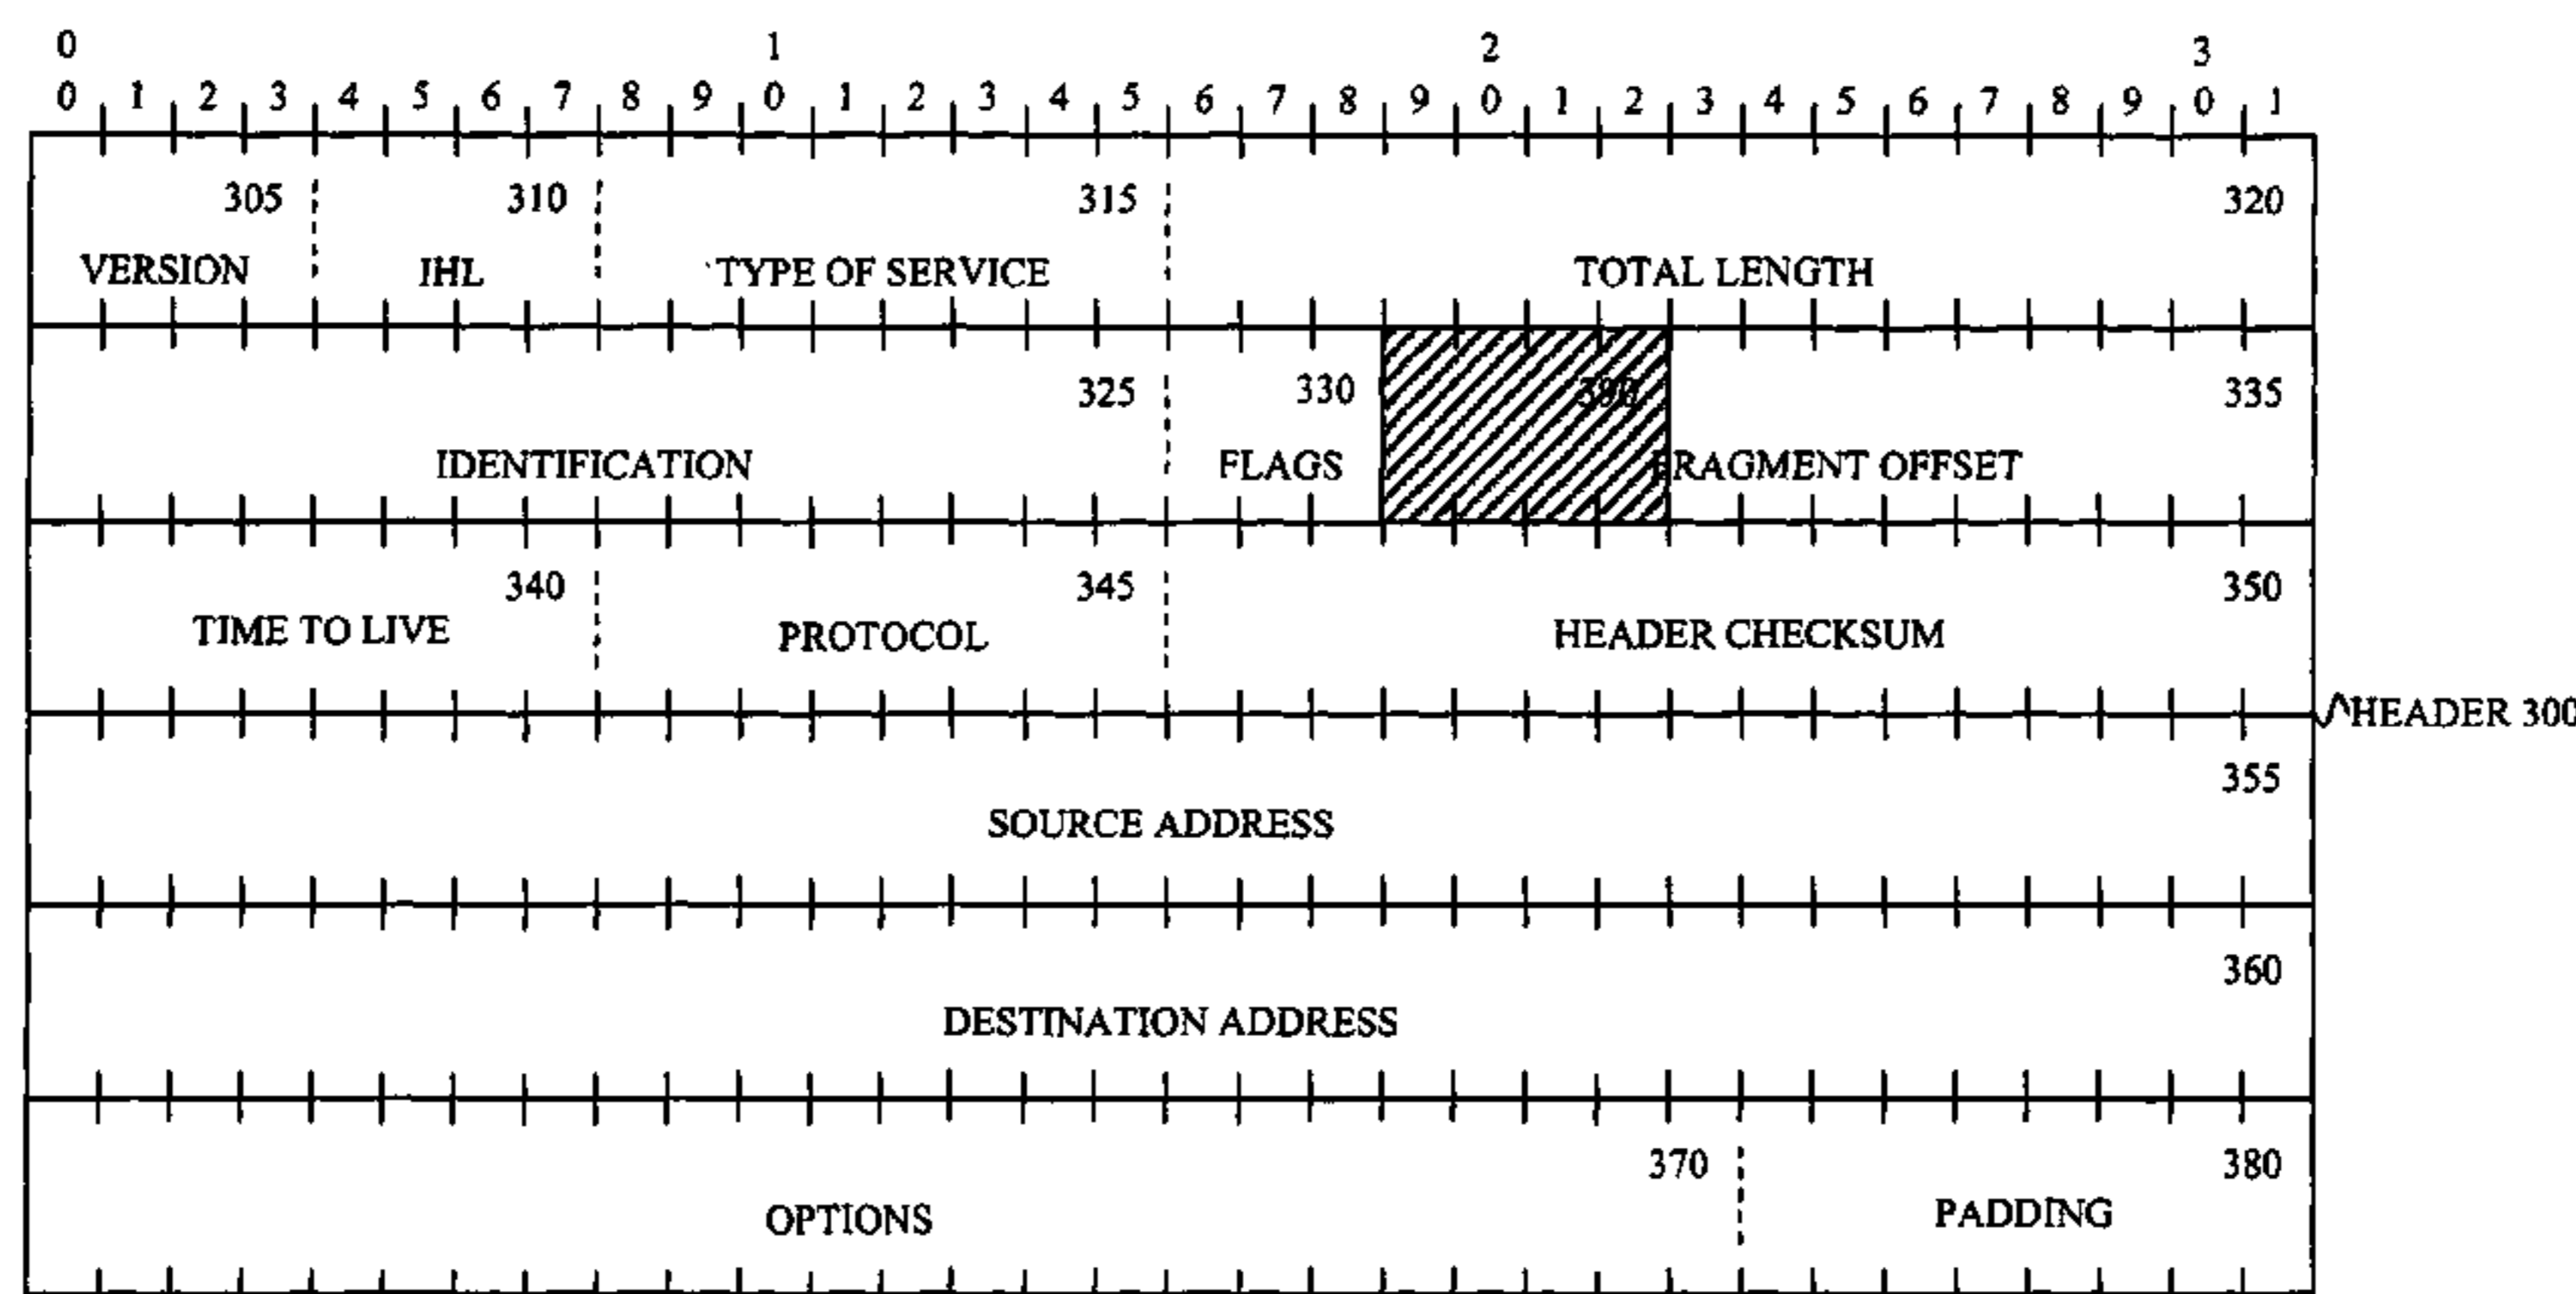 0 1 2 3
0 1 2 3 4 5 6 7 8 9 0 1 2 3 4 5 6 7 8 9 0 1 2 3 4 5 6 7 8 9 0 1
305 310 315 320
VERSION IHL TYPE OF SERVICE TOTAL LENGTH
325 330 390 335
IDENTIFICATION FLAGS FRAGMENT OFFSET
340 345 350
TIME TO LIVE PROTOCOL HEADER CHECKSUM
HEADER 300
355
SOURCE ADDRESS
360
DESTINATION ADDRESS
370 380
OPTIONS PADDING